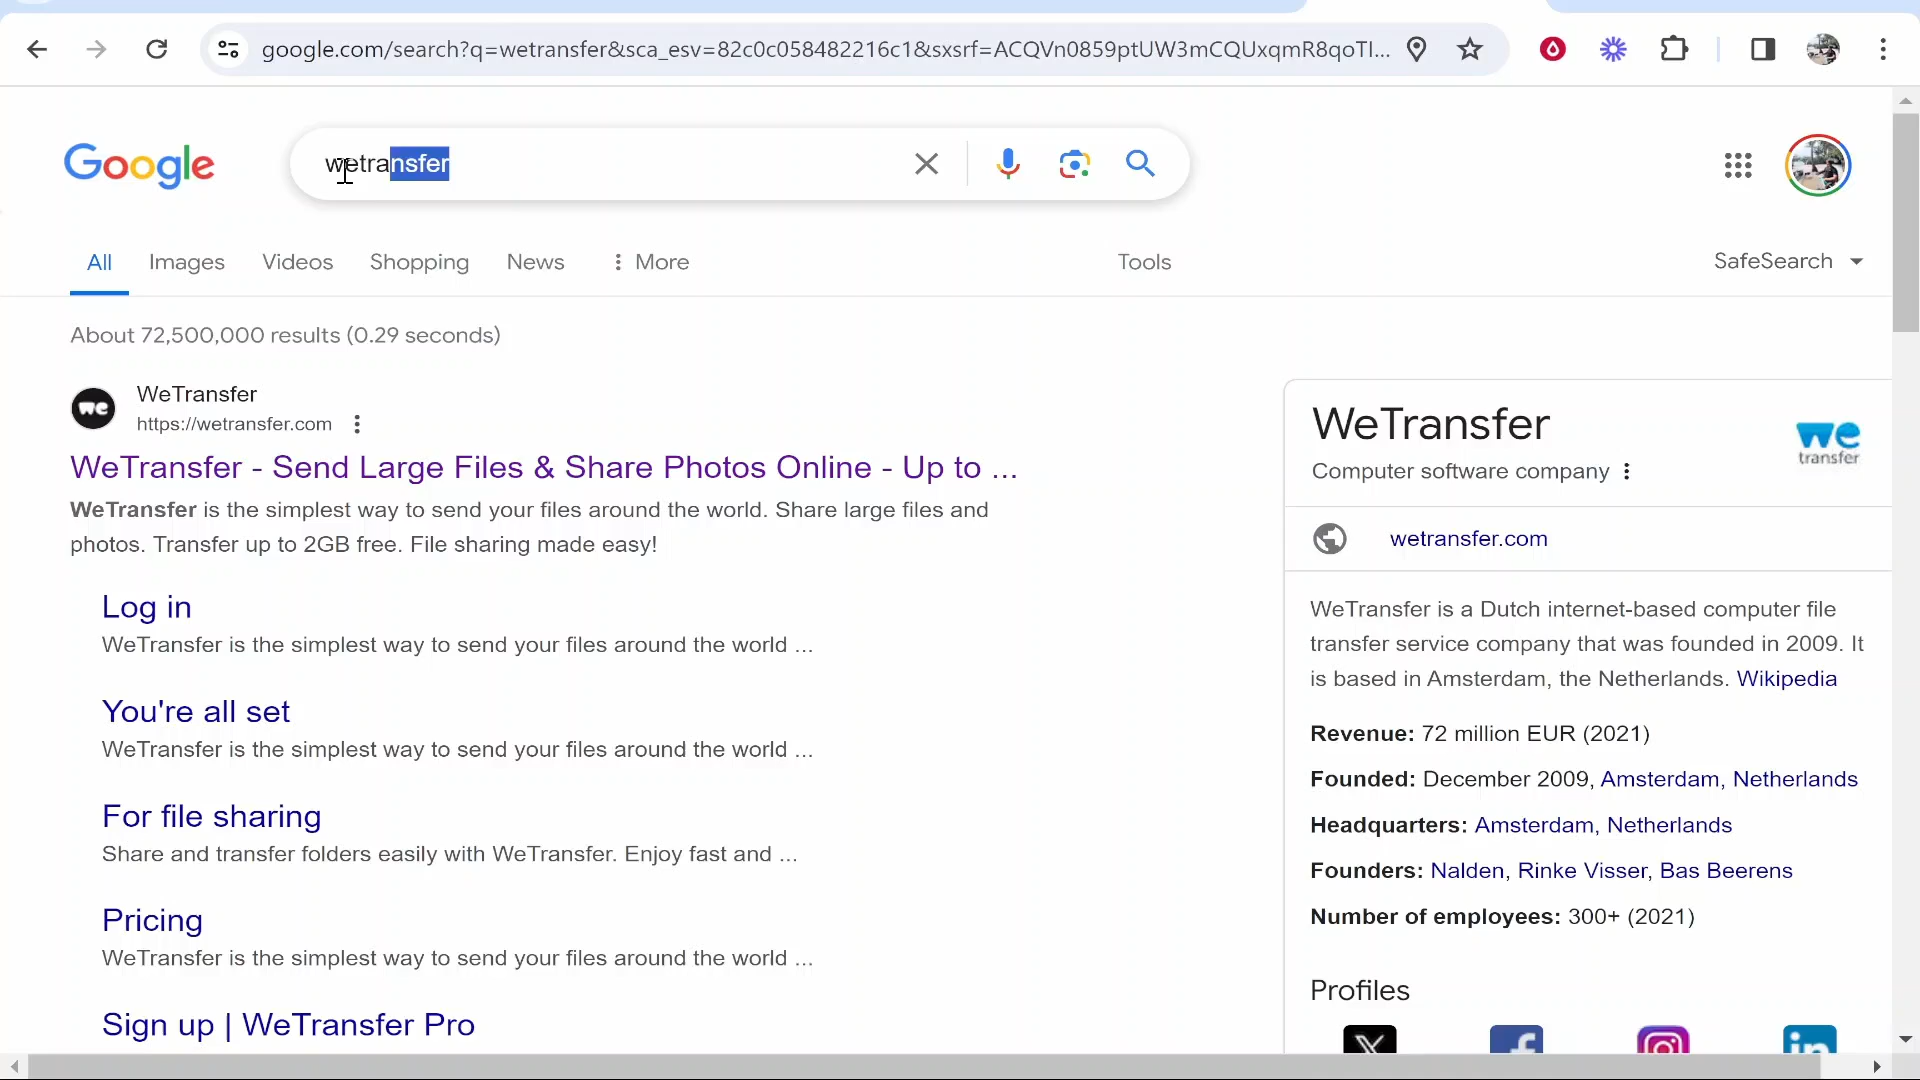 google.com/search?q=wetransfer&sca_esv=82c0c058482216c1&sxsrf=ACQVn0859ptUW3mCQUxqmR8qoTI...
Google
wetransfer
All Images Videos Shopping News More Tools SafeSearch
About 72,500,000 results (0.29 seconds)
we
WeTransfer
https://wetransfer.com
WeTransfer - Send Large Files & Share Photos Online - Up to ...
WeTransfer is the simplest way to send your files around the world. Share large files and
photos. Transfer up to 2GB free. File sharing made easy!
Log in
WeTransfer is the simplest way to send your files around the world ...
You're all set
WeTransfer is the simplest way to send your files around the world ...
For file sharing
Share and transfer folders easily with WeTransfer. Enjoy fast and ...
Pricing
WeTransfer is the simplest way to send your files around the world ...
Sign up | WeTransfer Pro
WeTransfer
Computer software company
we
transfer
wetransfer.com
WeTransfer is a Dutch internet-based computer file
transfer service company that was founded in 2009. It
is based in Amsterdam, the Netherlands. Wikipedia
Revenue: 72 million EUR (2021)
Founded: December 2009, Amsterdam, Netherlands
Headquarters: Amsterdam, Netherlands
Founders: Nalden, Rinke Visser, Bas Beerens
Number of employees: 300+ (2021)
Profiles
X f in